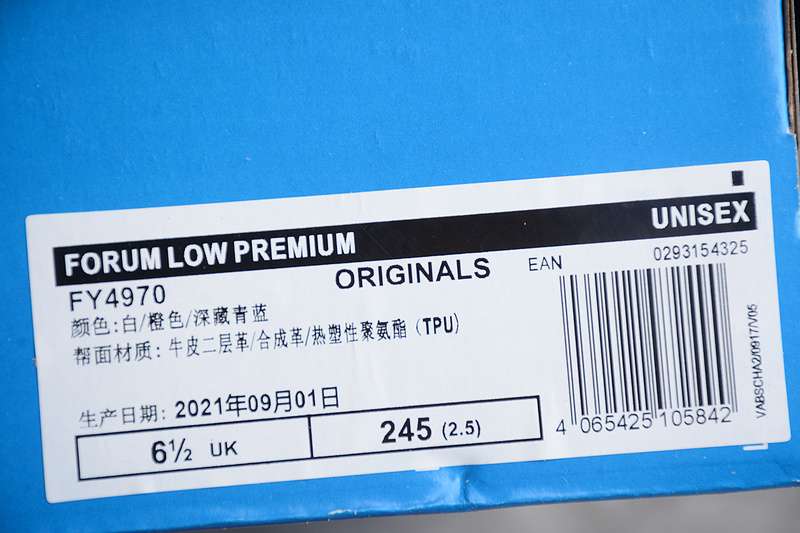 FORUM LOW PREMIUM UNISEX
FY4970 ORIGINALS EAN 0293154325
颜色:白/橙色/深藏青蓝
帮面材质: 牛皮二层革/合成革/热塑性聚氨酯 (TPU)
生产日期: 2021年09月01日
6½ UK 245 (2.5)
4 065425 105842
VABSCHA2/0917/V05